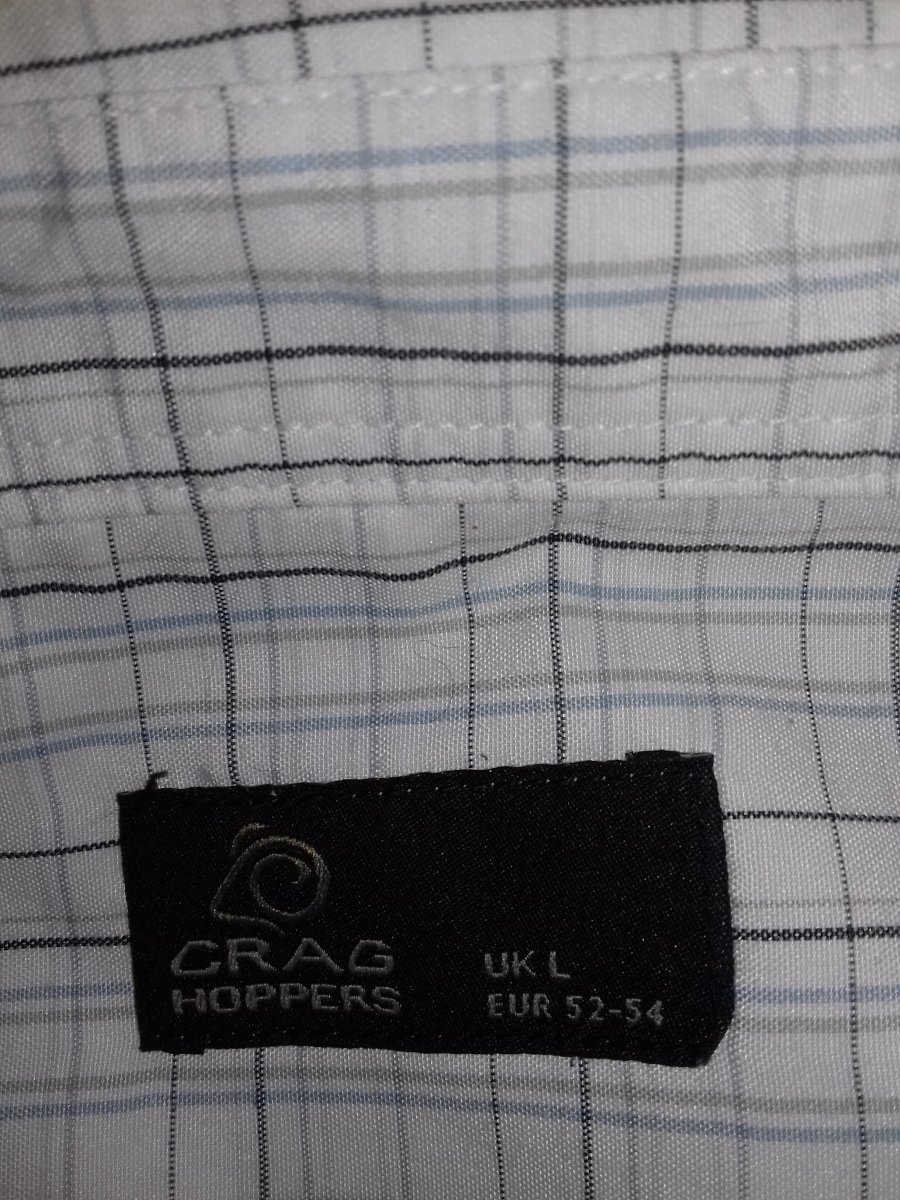 CRAG
HOPPERS
UK L
EUR 52-54